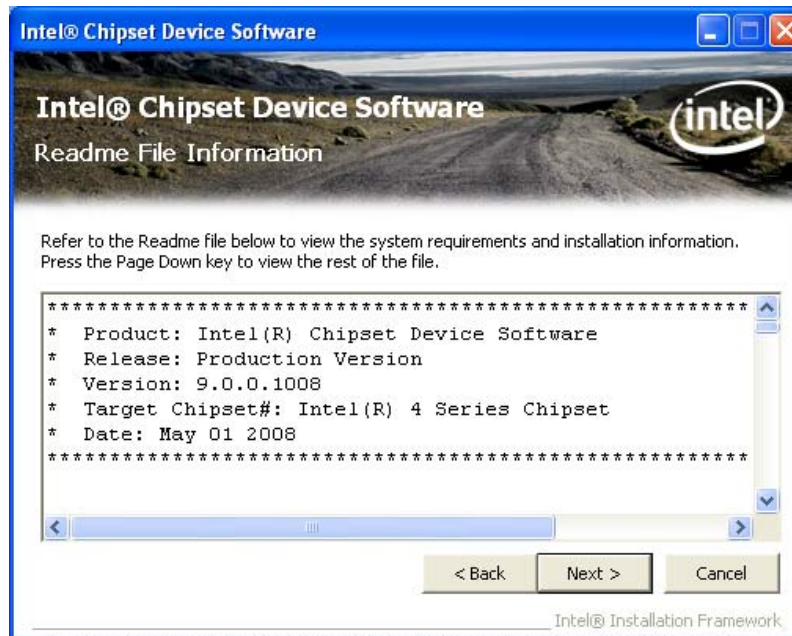 Intel® Chipset Device Software
Intel® Chipset Device Software
intel
Readme File Information
Refer to the Readme file below to view the system requirements and installation information.
Press the Page Down key to view the rest of the file.
********************************************************
* Product: Intel(R) Chipset Device Software
* Release: Production Version
* Version: 9.0.0.1008
* Target Chipset#: Intel(R) 4 Series Chipset
* Date: May 01 2008
********************************************************
< Back Next > Cancel
Intel® Installation Framework